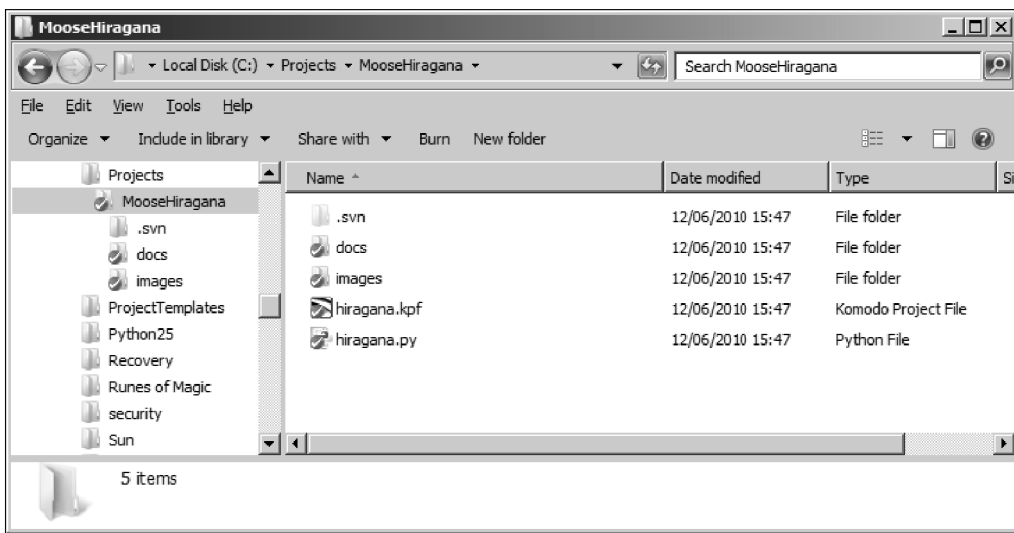 MooseHiragana
Local Disk (C:) Projects MooseHiragana Search MooseHiragana
File Edit View Tools Help
Organize Include in library Share with Burn New folder
Projects
MooseHiragana
.svn
docs
images
ProjectTemplates
Python25
Recovery
Runes of Magic
security
Sun
Name Date modified Type Si
.svn 12/06/2010 15:47 File folder
docs 12/06/2010 15:47 File folder
images 12/06/2010 15:47 File folder
hiragana.kpf 12/06/2010 15:47 Komodo Project File
hiragana.py 12/06/2010 15:47 Python File
5 items